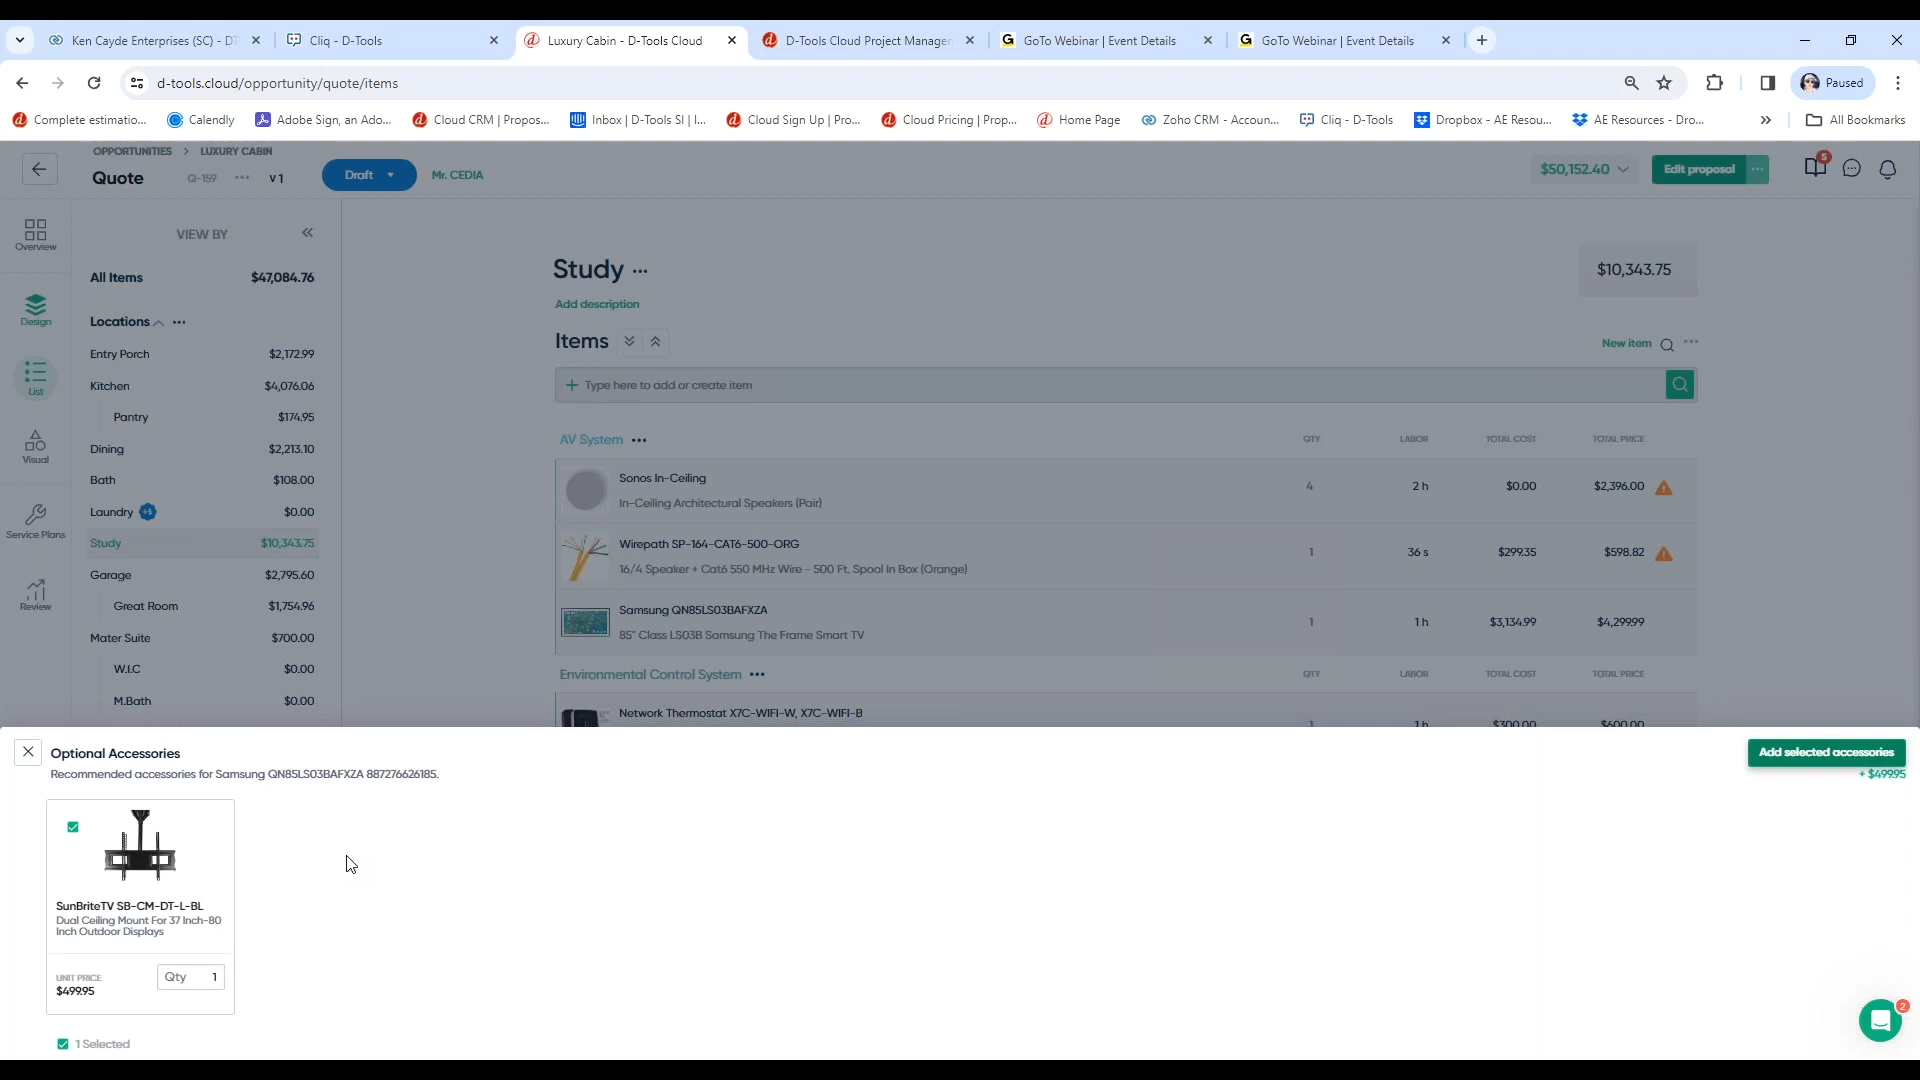 Ken Cayde Enterprises (SC) - DT
Cliq - D-Tools
Luxury Cabin - D-Tools Cloud
D-Tools Cloud Project Manager
GoTo Webinar | Event Details
GoTo Webinar | Event Details
d-tools.cloud/opportunity/quote/items
Paused
Complete estimatio...
Calendly
Adobe Sign, an Ado...
Cloud CRM | Propos...
Inbox | D-Tools SI | I...
Cloud Sign Up | Pro...
Cloud Pricing | Prop...
Home Page
Zoho CRM - Accoun...
Cliq - D-Tools
Dropbox - AE Resou...
AE Resources - Dro...
All Bookmarks
OPPORTUNITIES > LUXURY CABIN
Quote Q-159 ... v 1
Draft
Mr. CEDIA
$50,152.40
Edit proposal ...
5
Overview
Design
List
Visual
Service Plans
Review
VIEW BY
All Items $47,084.76
Locations ...
Entry Porch $2,172.99
Kitchen $4,076.06
Pantry $174.95
Dining $2,213.10
Bath $108.00
Laundry +1 $0.00
Study $10,343.75
Garage $2,795.60
Great Room $1,754.96
Mater Suite $700.00
W.I.C $0.00
M.Bath $0.00
Study ...
$10,343.75
Add description
Items
New item ...
+ Type here to add or create item
AV System ... QTY LABOR TOTAL COST TOTAL PRICE
Sonos In-Ceiling
In-Ceiling Architectural Speakers (Pair)
4 2 h $0.00 $2,396.00
Wirepath SP-164-CAT6-500-ORG
16/4 Speaker + Cat6 550 MHz Wire – 500 Ft. Spool In Box (Orange)
1 36 s $299.35 $598.82
Samsung QN85LS03BAFXZA
85" Class LS03B Samsung The Frame Smart TV
1 1 h $3,134.99 $4,299.99
Environmental Control System ... QTY LABOR TOTAL COST TOTAL PRICE
Network Thermostat X7C-WIFI-W, X7C-WIFI-B
1 1 h $300.00 $600.00
Optional Accessories
Recommended accessories for Samsung QN85LS03BAFXZA 887276626185.
Add selected accessories
+ $499.95
SunBriteTV SB-CM-DT-L-BL
Dual Ceiling Mount For 37 Inch-80
Inch Outdoor Displays
UNIT PRICE
$499.95
Qty 1
1 Selected
2